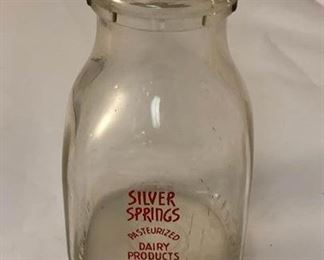 SILVER
SPRINGS
PASTEURIZED
DAIRY
PRODUCTS